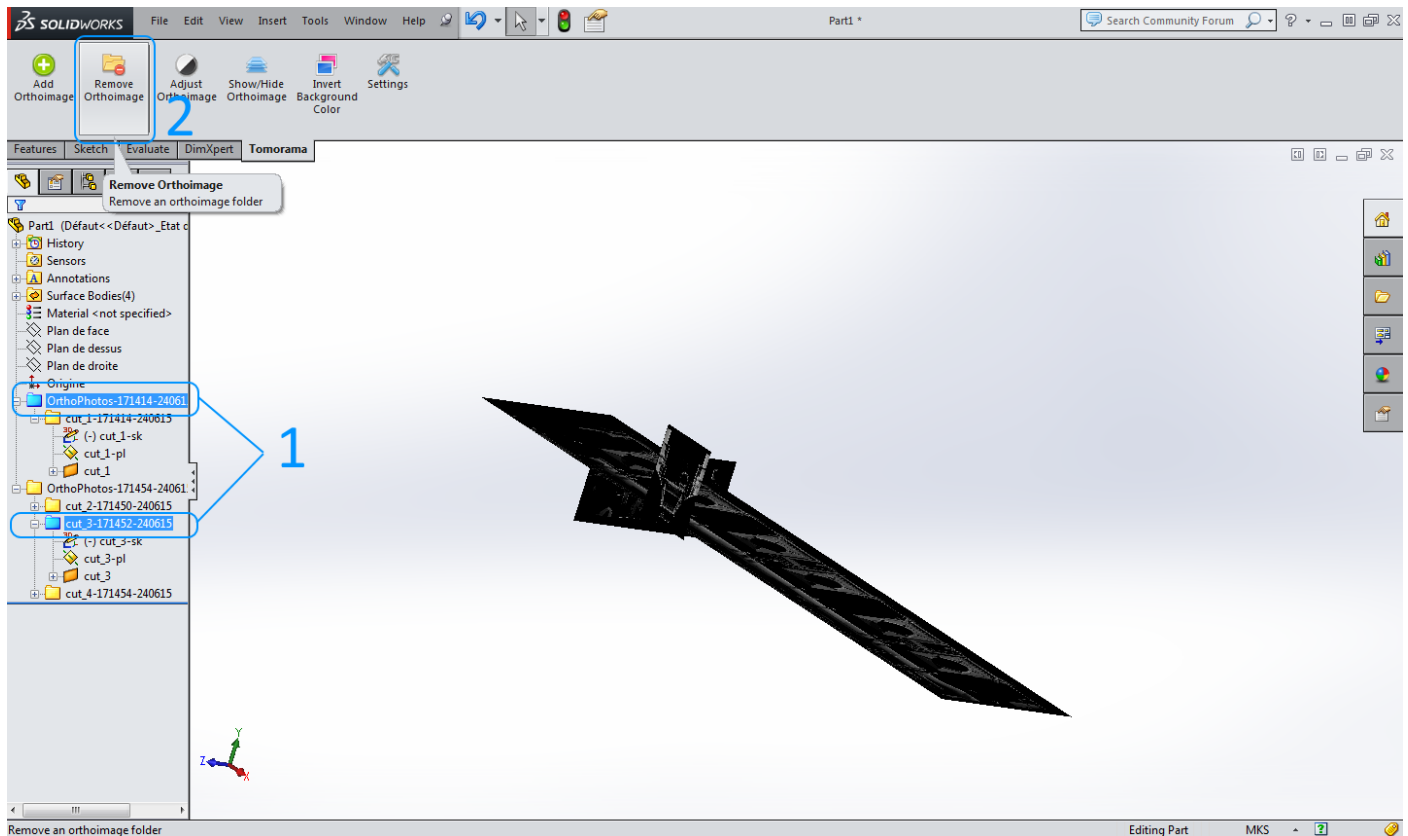 SOLIDWORKS File Edit View Insert Tools Window Help Part1 * Search Community Forum ?
Add Orthoimage
Remove Orthoimage
Adjust Orthoimage
Show/Hide Orthoimage
Invert Background Color
Settings
2
Features Sketch Evaluate DimXpert Tomorama
Remove Orthoimage
Remove an orthoimage folder
Part1 (Défaut<<Défaut>_Etat c
History
Sensors
Annotations
Surface Bodies(4)
Material <not specified>
Plan de face
Plan de dessus
Plan de droite
Origine
OrthoPhotos-171414-24061
cut_1-171414-240615
(-) cut_1-sk
cut_1-pl
cut_1
1
OrthoPhotos-171454-24061
cut_2-171450-240615
cut_3-171452-240615
3D (-) cut_3-sk
cut_3-pl
cut_3
cut_4-171454-240615
Y
Z
X
Remove an orthoimage folder Editing Part MKS ?